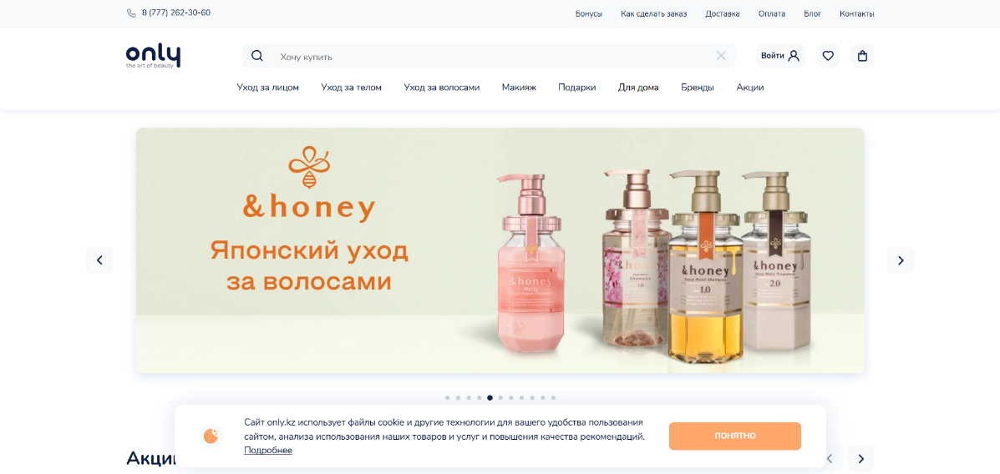 8 (777) 262-30-60
Бонусы Как сделать заказ Доставка Оплата Блог Контакты
only
the art of beauty
Хочу купить
Войти
Уход за лицом Уход за телом Уход за волосами Макияж Подарки Для дома Бренды Акции
&honey
Японский уход
за волосами
&honey
Melty
&honey
Deep Moist
Shampoo
1.0
&honey
Deep Moist Shampoo
1.0
&honey
Deep Moist Treatment
2.0
Сайт only.kz использует файлы cookie и другие технологии для вашего удобства пользования
сайтом, анализа использования наших товаров и услуг и повышения качества рекомендаций.
Подробнее
ПОНЯТНО
Акции